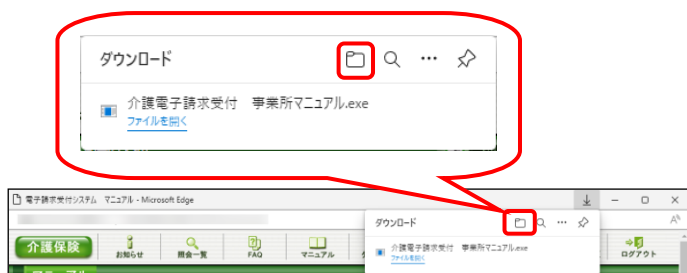 ダウンロード
介護電子請求受付　事業所マニュアル.exe
ファイルを開く
電子請求受付システム　マニュアル - Microsoft Edge
ダウンロード
介護電子請求受付　事業所マニュアル.exe
ファイルを開く
介護保険
お知らせ
照会一覧
FAQ
マニュアル
ログアウト
マニュアル